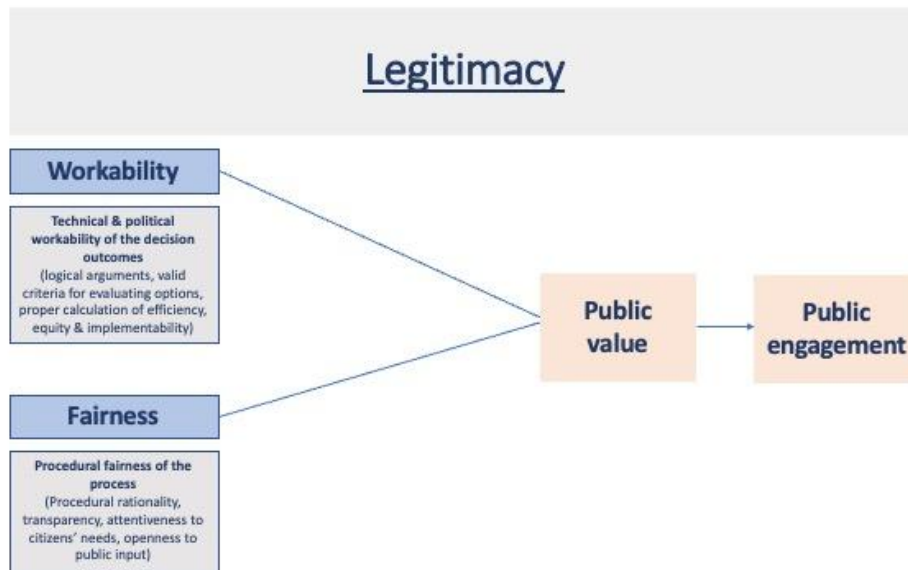 Legitimacy
Workability
Technical & political
workability of the decision
outcomes
(logical arguments, valid
criteria for evaluating options,
proper calculation of efficiency,
equity & implementability)
Public
value
Public
engagement
Fairness
Procedural fairness of the
process
(Procedural rationality,
transparency, attentiveness to
citizens’ needs, openness to
public input)